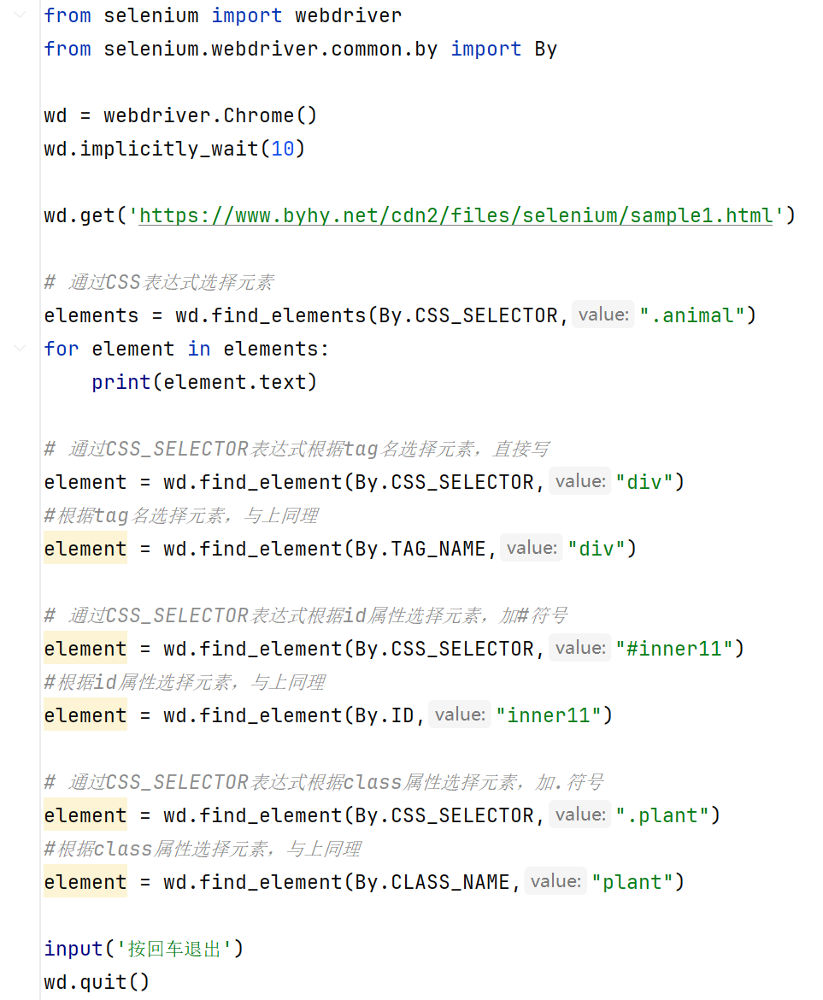 from selenium import webdriver
from selenium.webdriver.common.by import By
wd = webdriver.Chrome()
wd.implicitly_wait(10)
wd.get('https://www.byhy.net/cdn2/files/selenium/sample1.html')
# 通过CSS表达式选择元素
elements = wd.find_elements(By.CSS_SELECTOR, value: ".animal")
for element in elements:
    print(element.text)
# 通过CSS_SELECTOR表达式根据tag名选择元素，直接写
element = wd.find_element(By.CSS_SELECTOR, value: "div")
#根据tag名选择元素，与上同理
element = wd.find_element(By.TAG_NAME, value: "div")
# 通过CSS_SELECTOR表达式根据id属性选择元素，加#符号
element = wd.find_element(By.CSS_SELECTOR, value: "#inner11")
#根据id属性选择元素，与上同理
element = wd.find_element(By.ID, value: "inner11")
# 通过CSS_SELECTOR表达式根据class属性选择元素，加.符号
element = wd.find_element(By.CSS_SELECTOR, value: ".plant")
#根据class属性选择元素，与上同理
element = wd.find_element(By.CLASS_NAME, value: "plant")
input('按回车退出')
wd.quit()